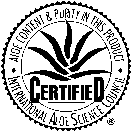 ALOE CONTENT & PURITY IN THIS PRODUCT
CERTIFIED
INTERNATIONAL ALOE SCIENCE COUNCIL
®